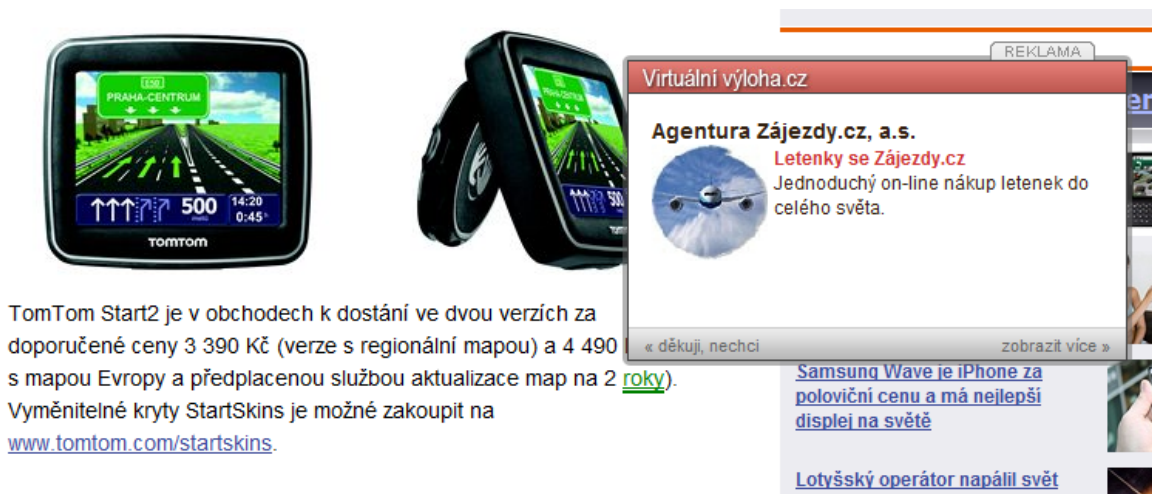 E50
PRAHA-CENTRUM
500
metrů
14:20
0:45
TOMTOM
500
REKLAMA
Virtuální výloha.cz
Agentura Zájezdy.cz, a.s.
Letenky se Zájezdy.cz
Jednoduchý on-line nákup letenek do
celého světa.
« děkuji, nechci
zobrazit více »
TomTom Start2 je v obchodech k dostání ve dvou verzích za
doporučené ceny 3 390 Kč (verze s regionální mapou) a 4 490
s mapou Evropy a předplacenou službou aktualizace map na 2 roky).
Vyměnitelné kryty StartSkins je možné zakoupit na
www.tomtom.com/startskins.
er
Samsung Wave je iPhone za
poloviční cenu a má nejlepší
displej na světě
Lotyšský operátor napálil svět